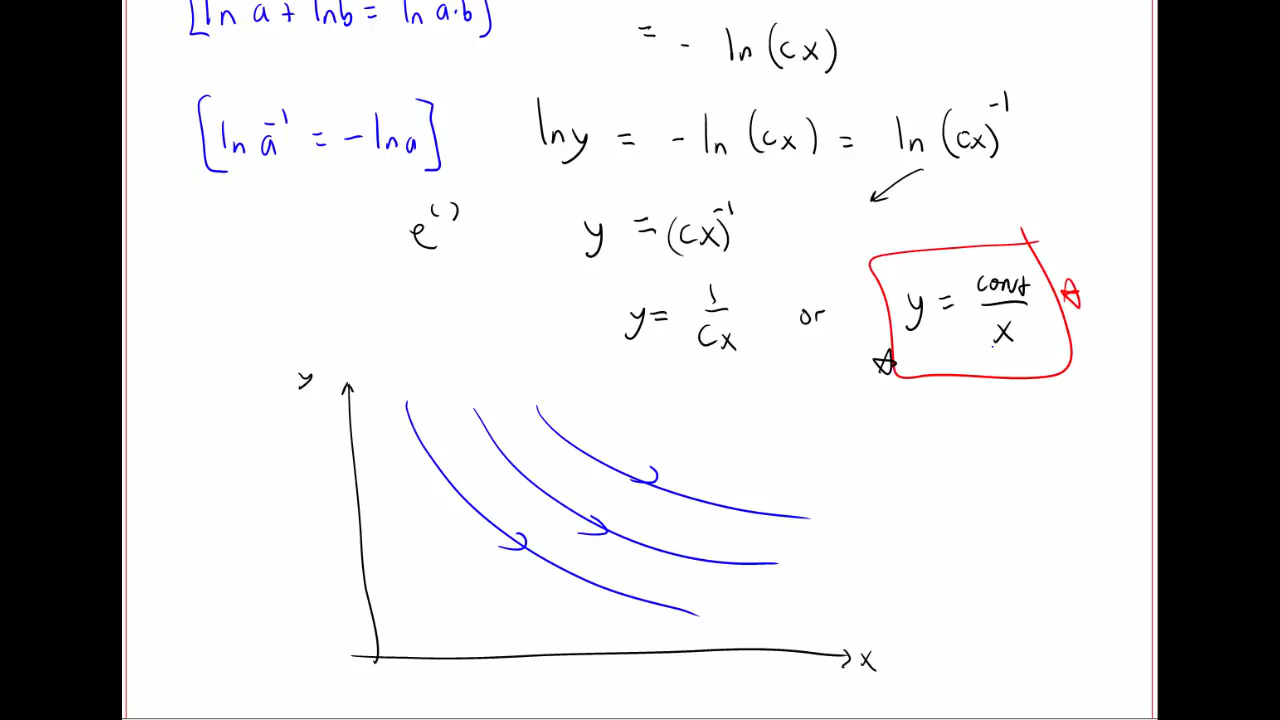 [ln a + ln b = ln a·b]
= - ln (cx)
[ln a⁻¹ = - ln a]
ln y = - ln (cx) = ln (cx)⁻¹
e⁽ ⁾
y = (cx)⁻¹
y = 1/cx or y = const/x
y
x